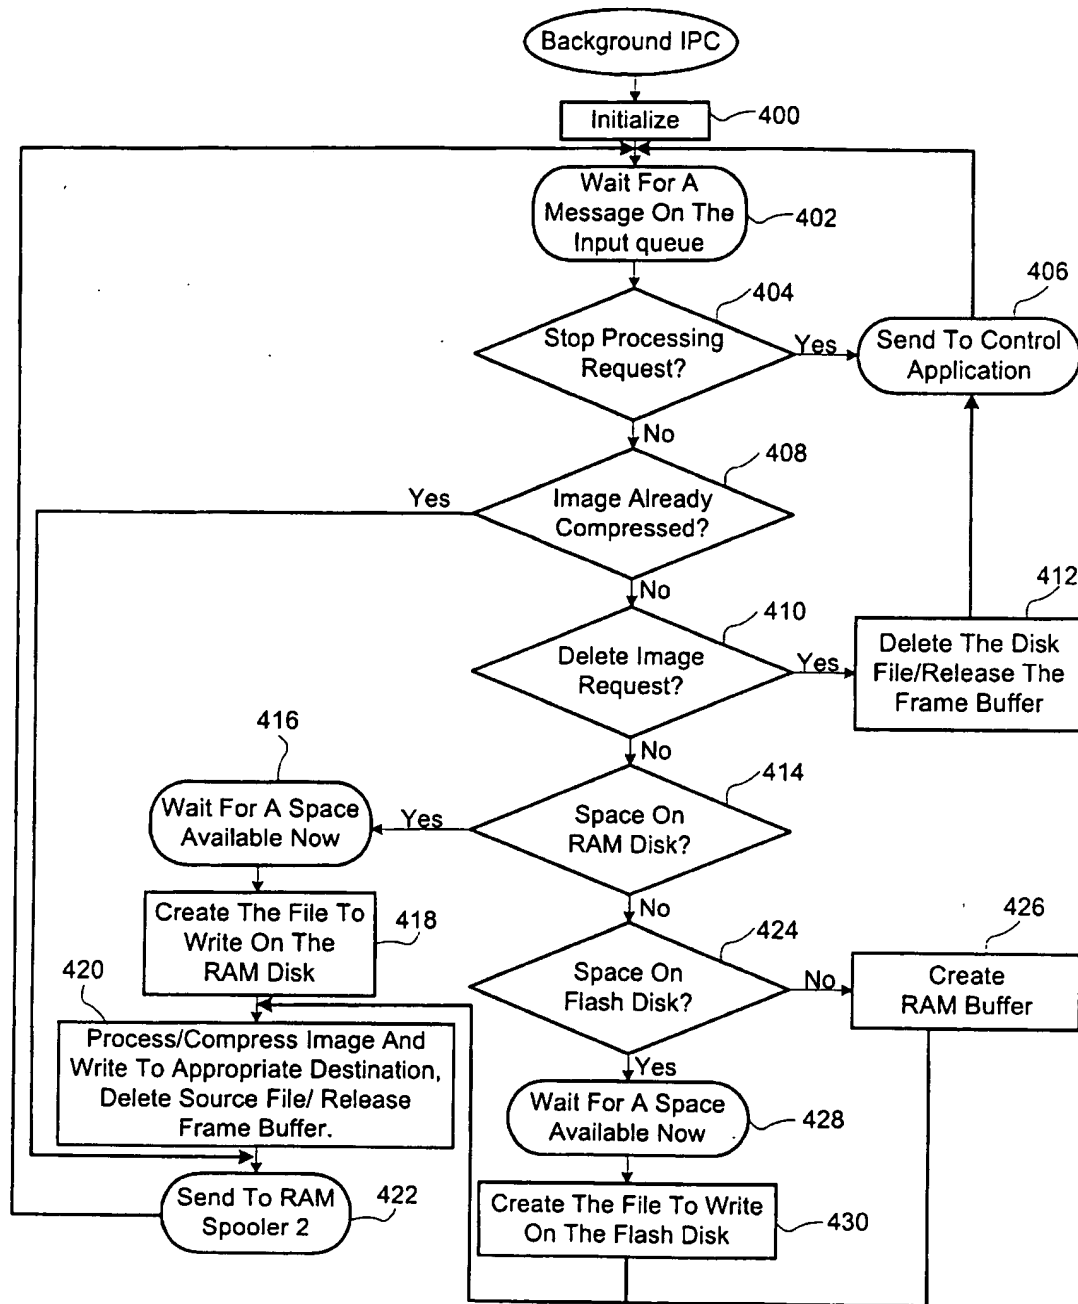 Background IPC
Initialize
400
Wait For A
Message On The
Input queue
402
404
Stop Processing
Request?
Yes
406
Send To Control
Application
No
408
Yes
Image Already
Compressed?
No
410
Delete Image
Request?
Yes
412
Delete The Disk
File/Release The
Frame Buffer
No
414
Space On
RAM Disk?
Yes
416
Wait For A Space
Available Now
Create The File To
Write On The
RAM Disk
418
No
424
Space On
Flash Disk?
No
426
Create
RAM Buffer
420
Process/Compress Image And
Write To Appropriate Destination,
Delete Source File/ Release
Frame Buffer.
Yes
Wait For A Space
Available Now
428
Send To RAM
Spooler 2
422
Create The File To Write
On The Flash Disk
430